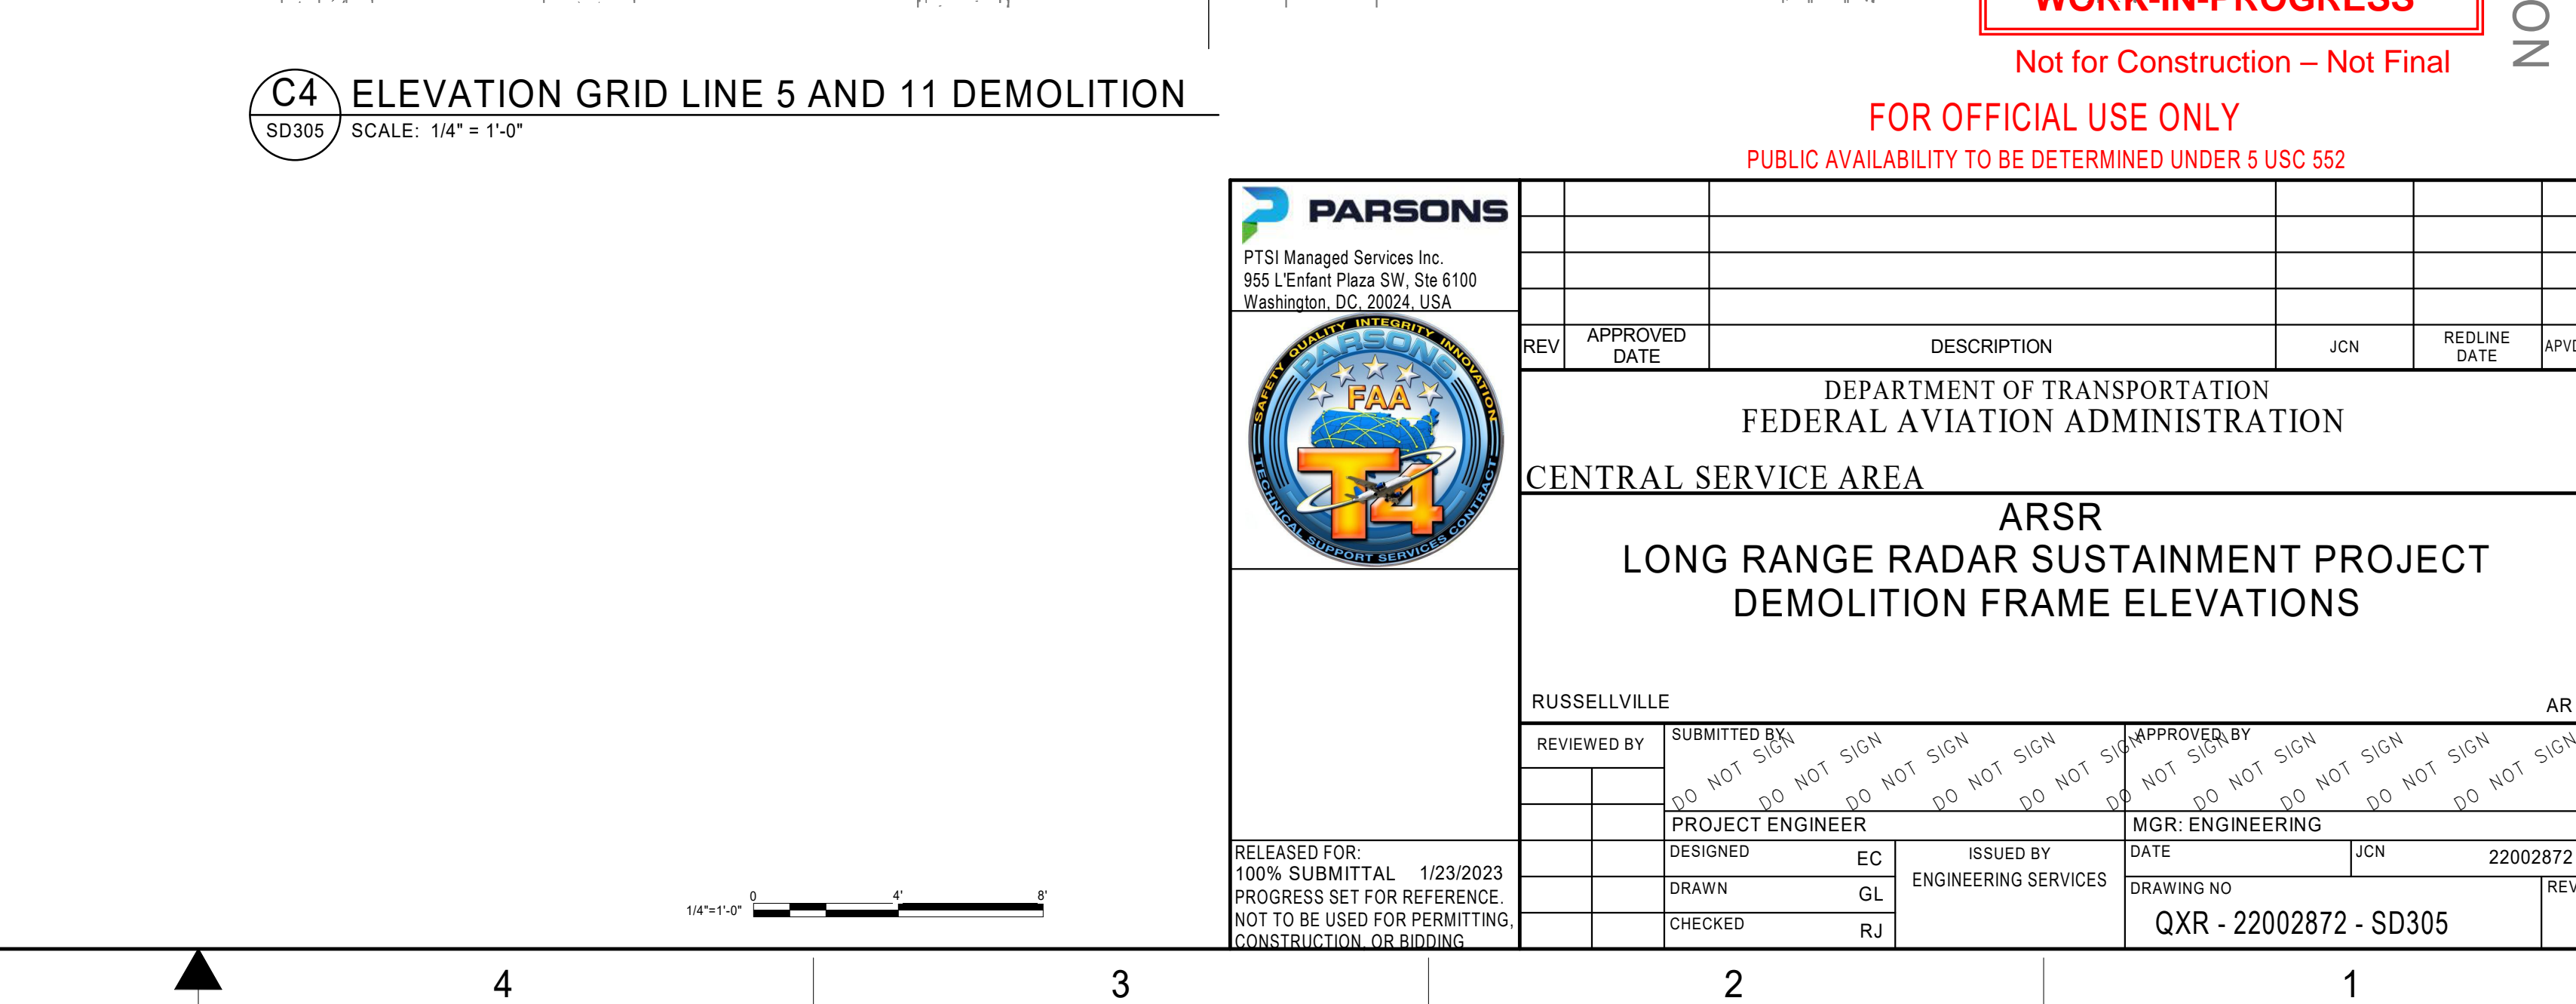 WORK-IN-PROGRESS
NO
Not for Construction – Not Final
C4
ELEVATION GRID LINE 5 AND 11 DEMOLITION
SD305
SCALE: 1/4" = 1'-0"
FOR OFFICIAL USE ONLY
PUBLIC AVAILABILITY TO BE DETERMINED UNDER 5 USC 552
PARSONS
PTSI Managed Services Inc.
955 L'Enfant Plaza SW, Ste 6100
Washington, DC, 20024, USA
SAFETY QUALITY INTEGRITY INNOVATION
PARSONS
FAA
T4
TECHNICAL SUPPORT SERVICES CONTRACT
REV
APPROVED
DATE
DESCRIPTION
JCN
REDLINE
DATE
APVD
DEPARTMENT OF TRANSPORTATION
FEDERAL AVIATION ADMINISTRATION
CENTRAL SERVICE AREA
ARSR
LONG RANGE RADAR SUSTAINMENT PROJECT
DEMOLITION FRAME ELEVATIONS
RUSSELLVILLE
AR
REVIEWED BY
SUBMITTED BY
DO NOT SIGN DO NOT SIGN DO NOT SIGN DO NOT SIGN DO NOT SIGN
APPROVED BY
DO NOT SIGN DO NOT SIGN DO NOT SIGN DO NOT SIGN DO NOT SIGN
PROJECT ENGINEER
MGR: ENGINEERING
RELEASED FOR:
100% SUBMITTAL 1/23/2023
PROGRESS SET FOR REFERENCE.
NOT TO BE USED FOR PERMITTING,
CONSTRUCTION, OR BIDDING
DESIGNED EC
DRAWN GL
CHECKED RJ
ISSUED BY
ENGINEERING SERVICES
DATE
JCN 22002872
DRAWING NO
QXR - 22002872 - SD305
REV
1/4"=1'-0"
0 4' 8'
4 3 2 1